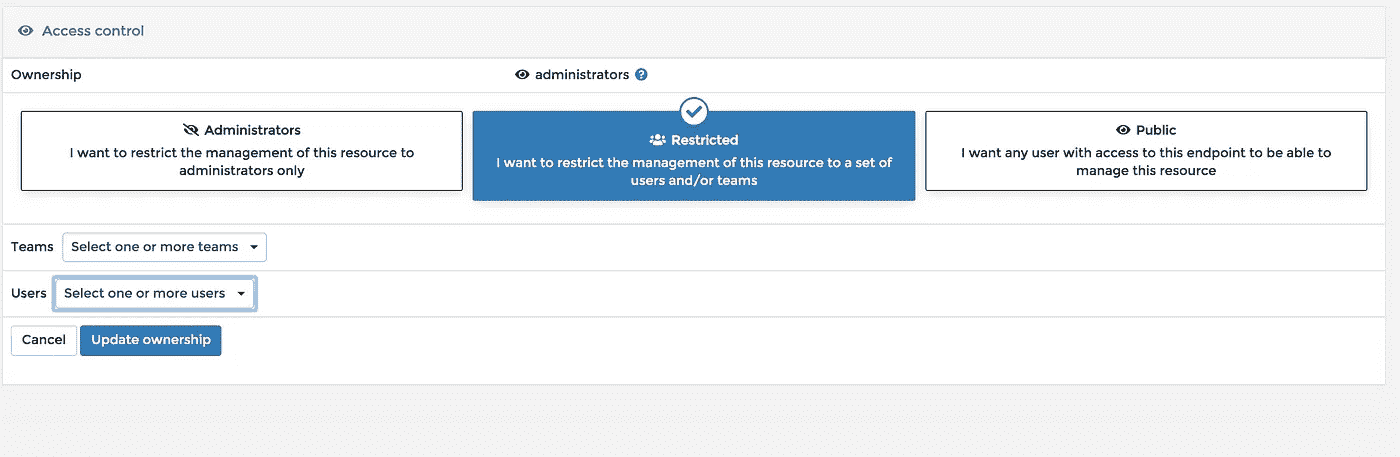 Access control
Ownership administrators
Administrators
I want to restrict the management of this resource to
administrators only
Restricted
I want to restrict the management of this resource to a set of
users and/or teams
Public
I want any user with access to this endpoint to be able to
manage this resource
Teams Select one or more teams
Users Select one or more users
Cancel Update ownership